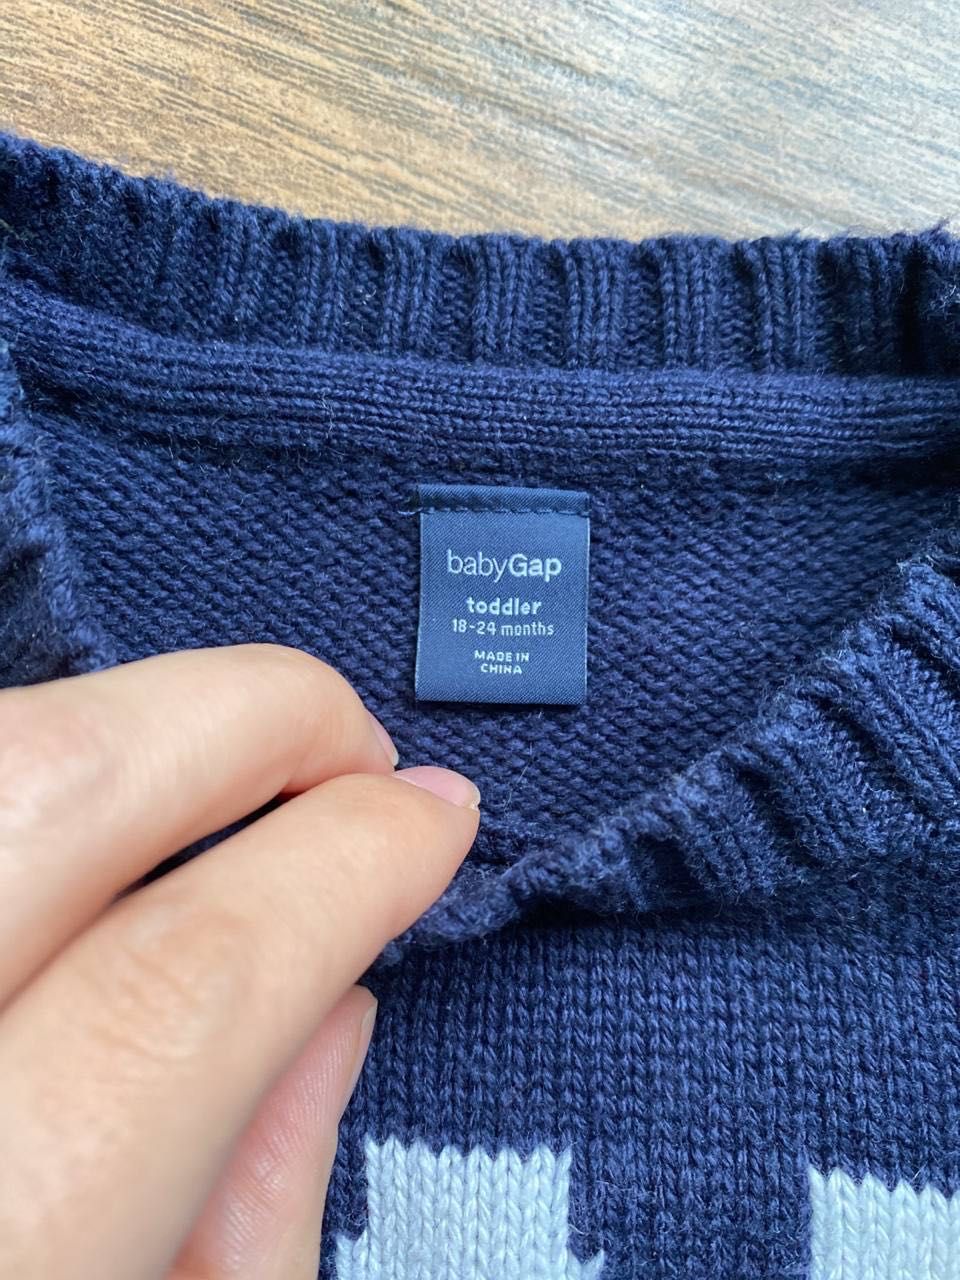 babyGap
toddler
18-24 months
MADE IN
CHINA